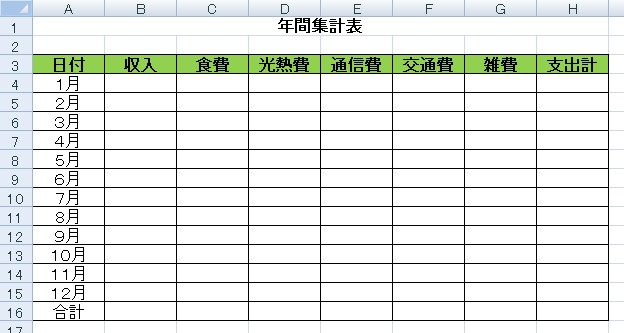 A B C D E F G H
1 年間集計表
2
3 日付 収入 食費 光熱費 通信費 交通費 雑費 支出計
4 1月
5 2月
6 3月
7 4月
8 5月
9 6月
10 7月
11 8月
12 9月
13 10月
14 11月
15 12月
16 合計
17